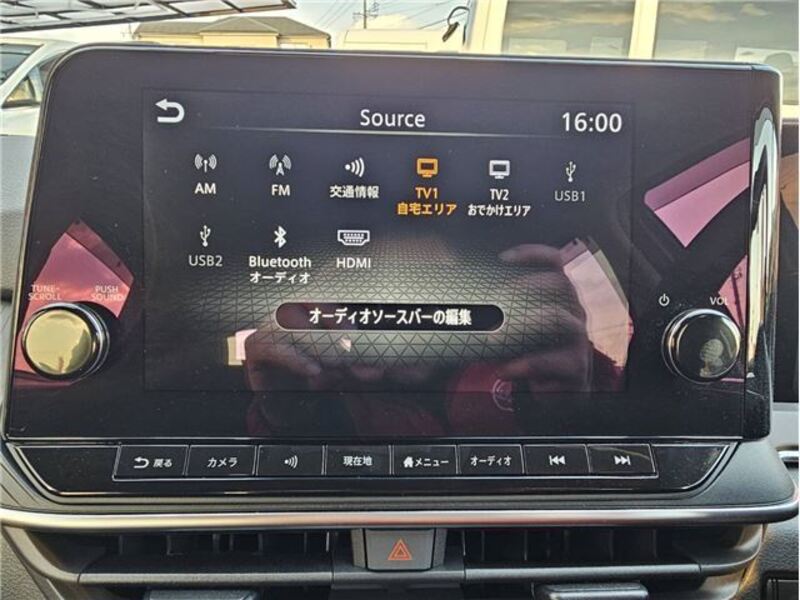 Source
16:00
AM
FM
交通情報
TV1
自宅エリア
TV2
おでかけエリア
USB1
USB2
Bluetooth
オーディオ
HDMI
オーディオソースバーの編集
TUNE-
SCROLL
PUSH
SOUND
VOL
戻る
カメラ
現在地
メニュー
オーディオ